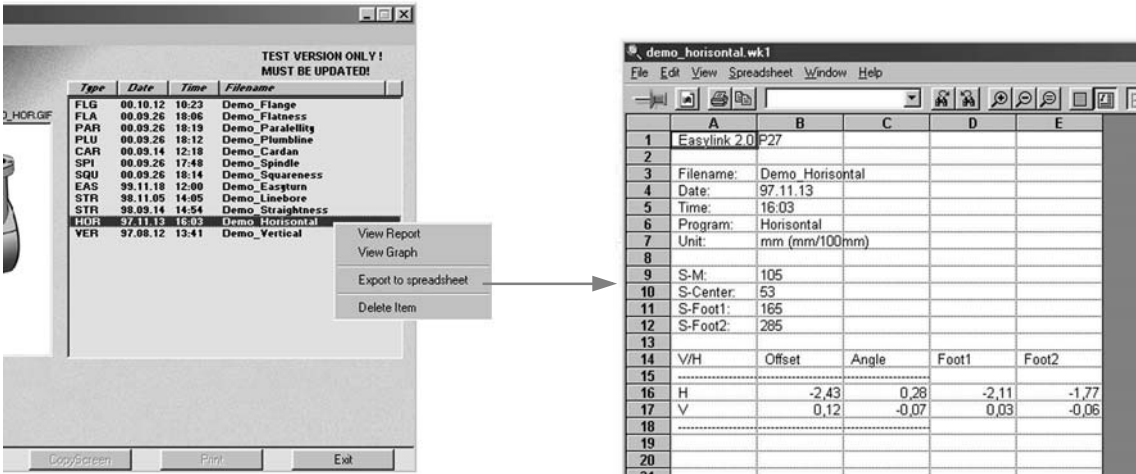 TEST VERSION ONLY !
MUST BE UPDATED!
Type Date Time Filename
FLG 00.10.12 10:23 Demo_Flange
FLA 00.09.26 18:06 Demo_Flatness
PAR 00.09.26 18:19 Demo_Paralellity
PLU 00.09.26 18:12 Demo_Plumbline
CAR 00.09.14 12:18 Demo_Cardan
SPI 00.09.26 17:48 Demo_Spindle
SQU 00.09.26 18:14 Demo_Squareness
EAS 99.11.18 12:00 Demo_Easyturn
STR 98.11.05 14:05 Demo_Linebore
STR 98.09.14 14:54 Demo_Straightness
HOR 97.11.13 16:03 Demo_Horisontal
VER 97.08.12 13:41 Demo_Vertical
D_HOR.GIF
View Report
View Graph
Export to spreadsheet
Delete Item
CopyScreen Print Exit
demo_horisontal.wk1
File Edit View Spreadsheet Window Help
A B C D E
1 Easylink 2.0 P27
2
3 Filename: Demo_Horisontal
4 Date: 97.11.13
5 Time: 16:03
6 Program: Horisontal
7 Unit: mm (mm/100mm)
8
9 S-M: 105
10 S-Center: 53
11 S-Foot1: 165
12 S-Foot2: 285
13
14 V/H Offset Angle Foot1 Foot2
15 --------------------
16 H -2,43 0,28 -2,11 -1,77
17 V 0,12 -0,07 0,03 -0,06
18 --------------------
19
20